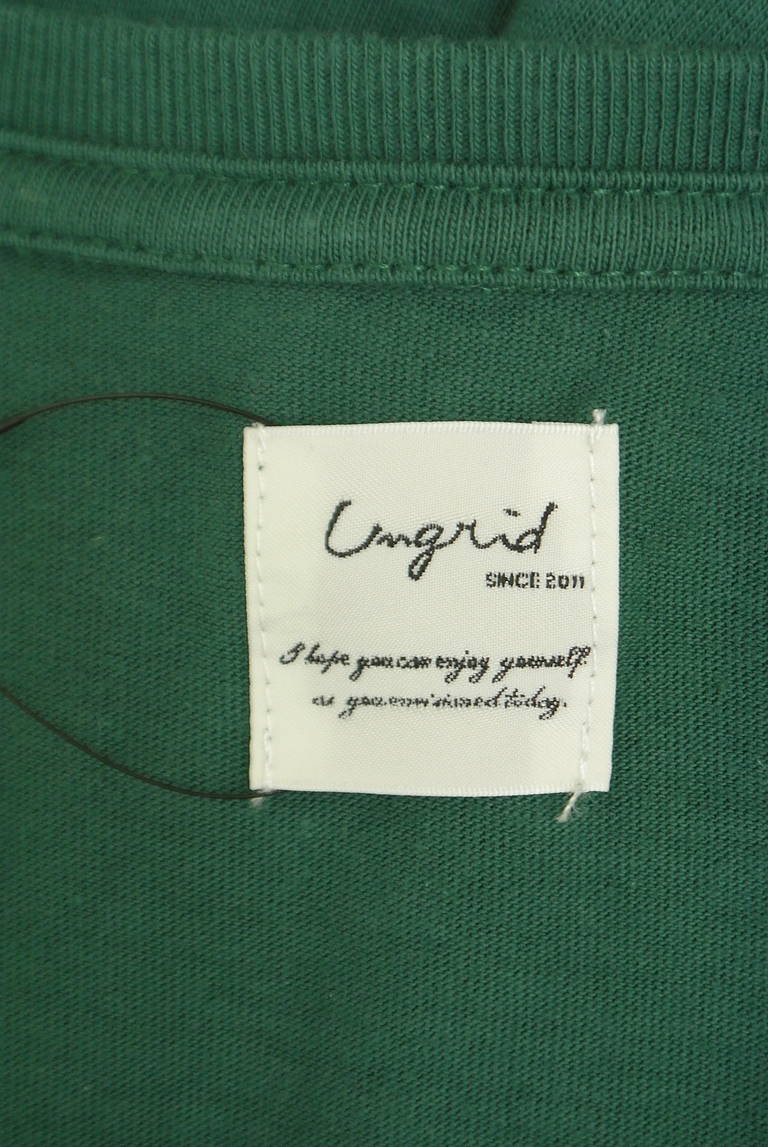 Ungrid
SINCE 2011
I hope you can enjoy yourself.
as you envisioned today.